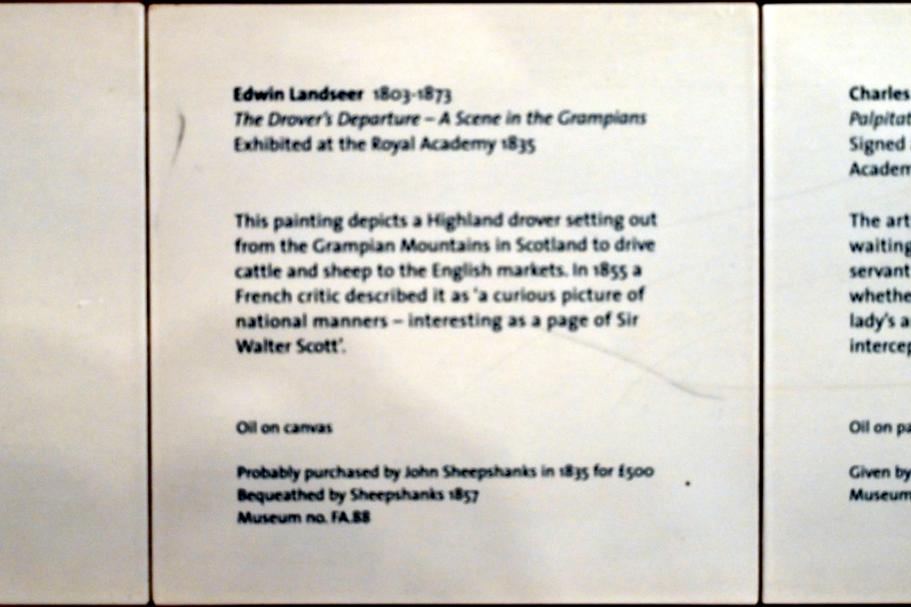 Edwin Landseer 1803-1873
The Drover's Departure – A Scene in the Grampians
Exhibited at the Royal Academy 1835
This painting depicts a Highland drover setting out
from the Grampian Mountains in Scotland to drive
cattle and sheep to the English markets. In 1855 a
French critic described it as 'a curious picture of
national manners – interesting as a page of Sir
Walter Scott'.
Oil on canvas
Probably purchased by John Sheepshanks in 1835 for £500
Bequeathed by Sheepshanks 1857
Museum no. FA.88
Charles
Palpitat
Signed
Academ
The art
waiting
servant
whethe
lady's a
intercep
Oil on pa
Given by
Museum